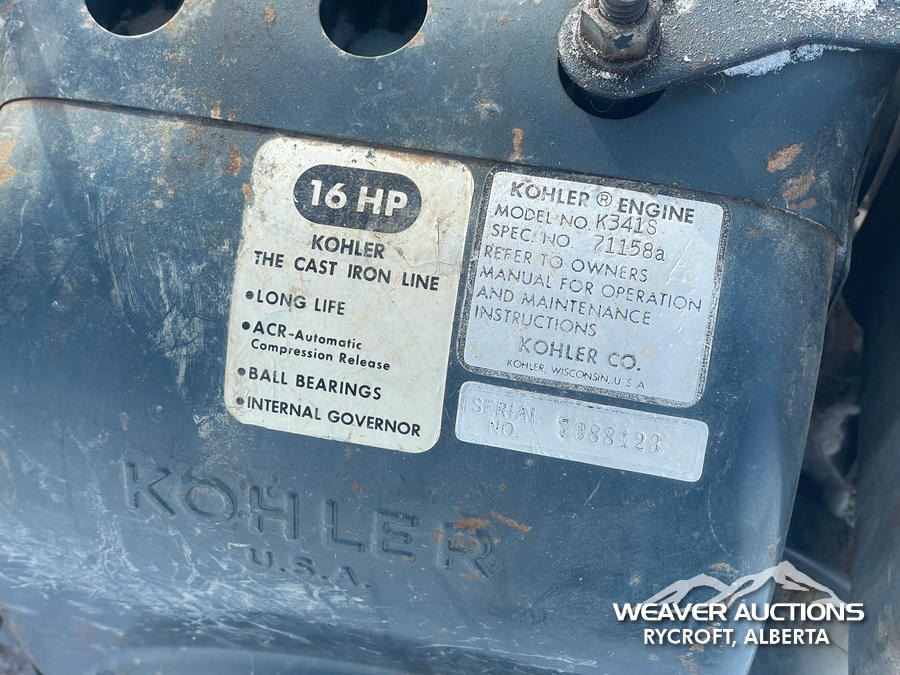 16 HP
KOHLER
THE CAST IRON LINE
•LONG LIFE
•ACR-Automatic
Compression Release
•BALL BEARINGS
•INTERNAL GOVERNOR
KOHLER ® ENGINE
MODEL NO. K341S
SPEC. NO. 71158a
REFER TO OWNERS
MANUAL FOR OPERATION
AND MAINTENANCE
INSTRUCTIONS
KOHLER CO.
KOHLER, WISCONSIN, U.S.A
SERIAL
NO. 7088123
KOHLER
U.S.A.
WEAVER AUCTIONS
RYCROFT, ALBERTA